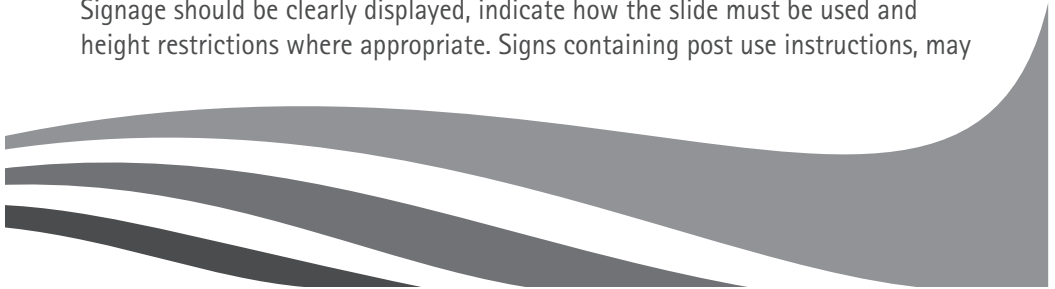 Signage should be clearly displayed, indicate how the slide must be used and
height restrictions where appropriate. Signs containing post use instructions, may